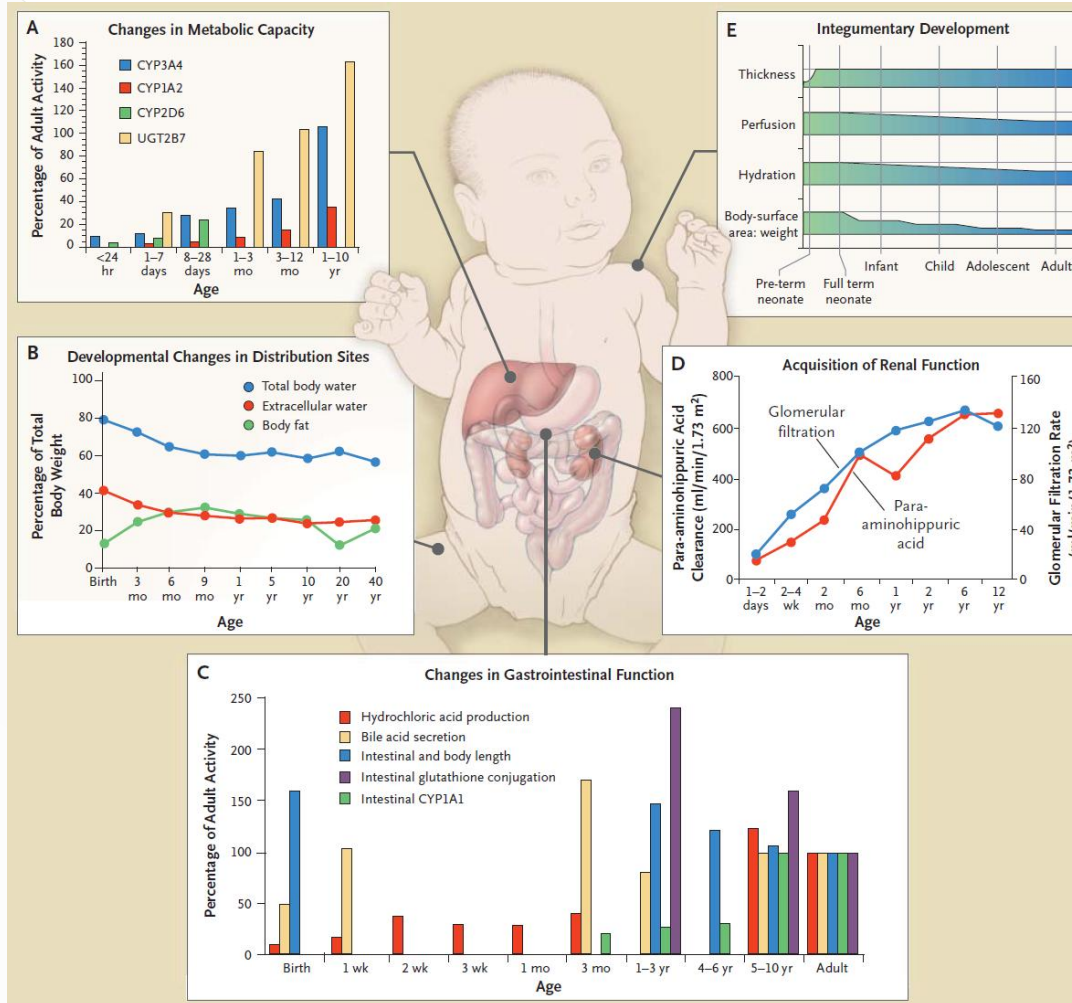 A
Changes in Metabolic Capacity
Percentage of Adult Activity
180
160
140
120
100
80
60
40
20
0
CYP3A4
CYP1A2
CYP2D6
UGT2B7
<24 hr
1–7 days
8–28 days
1–3 mo
3–12 mo
1–10 yr
Age
E
Integumentary Development
Thickness
Perfusion
Hydration
Body-surface
area: weight
Infant
Child
Adolescent
Adult
Pre-term
neonate
Full term
neonate
B
Developmental Changes in Distribution Sites
Percentage of Total
Body Weight
100
80
60
40
20
0
Total body water
Extracellular water
Body fat
Birth
3 mo
6 mo
9 mo
1 yr
5 yr
10 yr
20 yr
40 yr
Age
D
Acquisition of Renal Function
Para-aminohippuric Acid
Clearance (ml/min/1.73 m²)
800
600
400
200
0
Glomerular
filtration
Para-
aminohippuric
acid
160
120
80
40
0
Glomerular Filtration Rate
1–2 days
2–4 wk
2 mo
6 mo
1 yr
2 yr
6 yr
12 yr
Age
C
Changes in Gastrointestinal Function
Percentage of Adult Activity
250
200
150
100
50
0
Hydrochloric acid production
Bile acid secretion
Intestinal and body length
Intestinal glutathione conjugation
Intestinal CYP1A1
Birth
1 wk
2 wk
3 wk
1 mo
3 mo
1–3 yr
4–6 yr
5–10 yr
Adult
Age